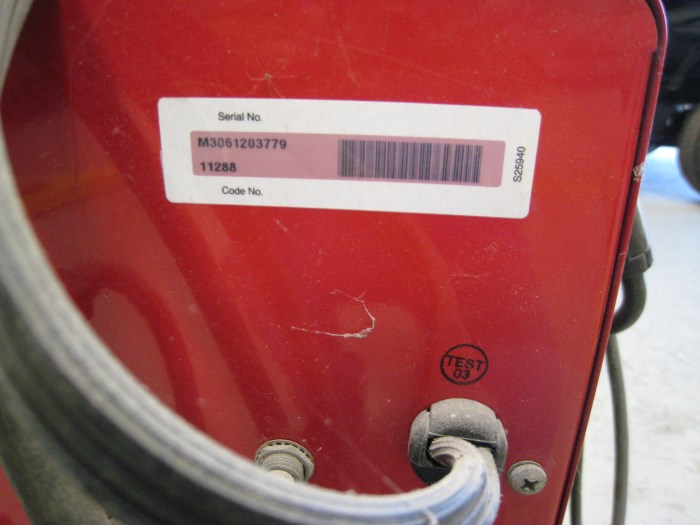 Serial No.
M3061203779
11288
Code No.
S25940
TEST
03